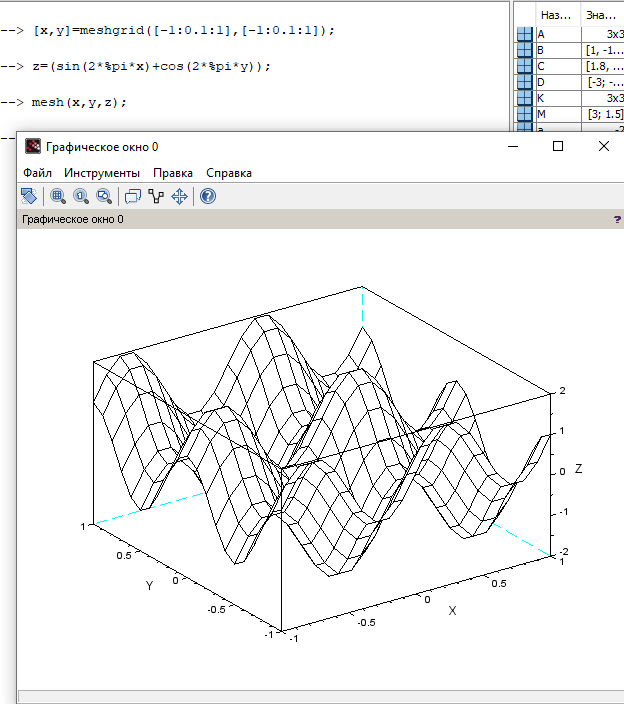 --> [x,y]=meshgrid([-1:0.1:1],[-1:0.1:1]);
--> z=(sin(2*%pi*x)+cos(2*%pi*y));
--> mesh(x,y,z);
-->
Наз... Зна...
A 3x3
B [1, -1...
C [1.8, ...
D [-3; -...
K 3x3
M [3; 1.5]
a -2
Графическое окно 0
Файл Инструменты Правка Справка
Графическое окно 0 ?
2
1
0 Z
-1
-2
1
1
0.5
0.5
Y 0
0
X
-0.5
-0.5
-1
-1